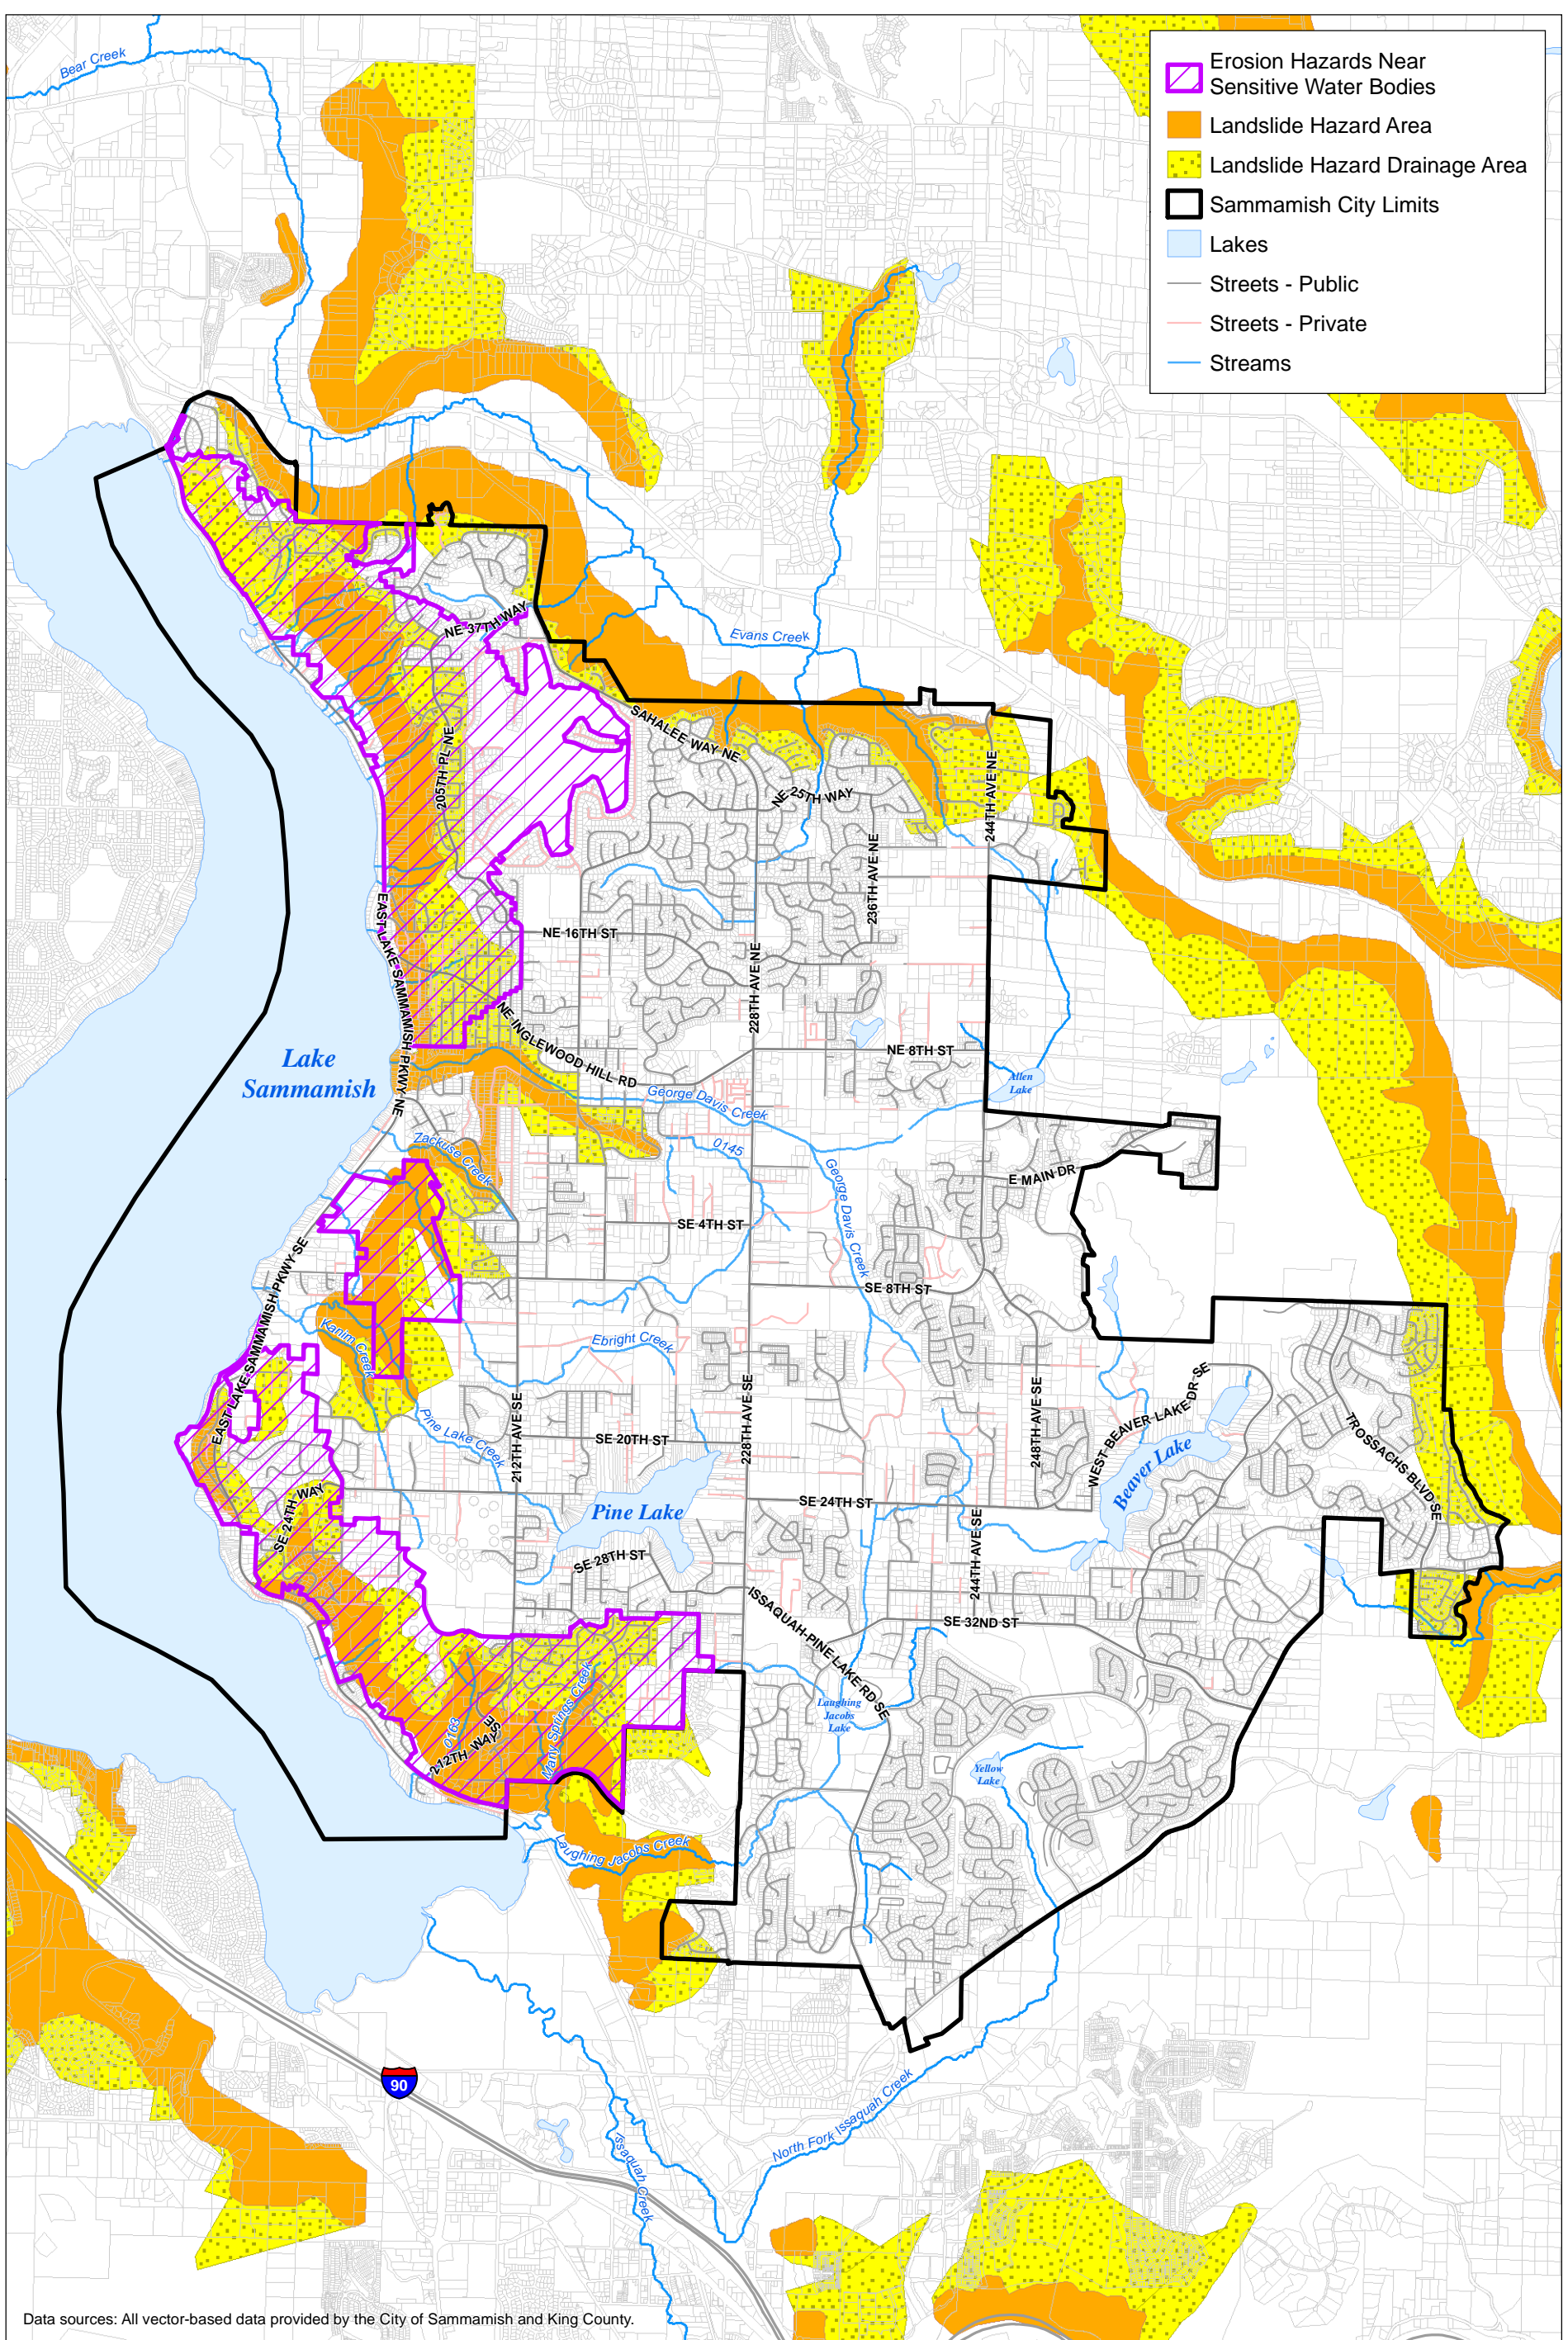 Bear Creek
Erosion Hazards Near
Sensitive Water Bodies
Landslide Hazard Area
Landslide Hazard Drainage Area
Sammamish City Limits
Lakes
Streets - Public
Streets - Private
Streams
NE 37TH WAY
Evans Creek
SAHALEE WAY NE
205TH PL NE
NE 25TH WAY
244TH AVE NE
236TH AVE NE
EAST LAKE SAMMAMISH PKWY NE
NE 16TH ST
228TH AVE NE
NE INGLEWOOD HILL RD
NE 8TH ST
Lake
Sammamish
Allen
Lake
George Davis Creek
Zackuse Creek
0145
George Davis Creek
E MAIN DR
SE 4TH ST
EAST LAKE SAMMAMISH PKWY SE
SE 8TH ST
Kanim Creek
Ebright Creek
EAST LAKE SAMMAMISH PKWY SE
Pine Lake Creek
212TH AVE SE
228TH AVE SE
248TH AVE SE
WEST BEAVER LAKE DR SE
TROSSACHS BLVD SE
SE 20TH ST
Beaver Lake
SE 24TH WAY
Pine Lake
SE 24TH ST
SE 28TH ST
244TH AVE SE
ISSAQUAH-PINE LAKE RD SE
SE 32ND ST
Many Springs Creek
0163
212TH WAY SE
Laughing
Jacobs
Lake
Yellow
Lake
Laughing Jacobs Creek
90
North Fork Issaquah Creek
Issaquah Creek
Data sources: All vector-based data provided by the City of Sammamish and King County.